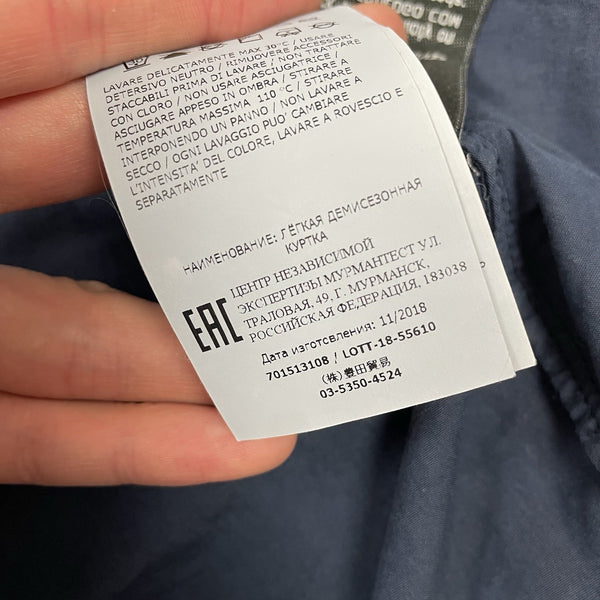 LAVARE DELICATAMENTE MAX 30°C / USARE
DETERSIVO NEUTRO / RIMUOVERE ACCESSORI
STACCABILI PRIMA DI LAVARE / NON TRATTARE
CON CLORO / NON USARE ASCIUGATRICE /
ASCIUGARE APPESO IN OMBRA / STIRARE A
TEMPERATURA MASSIMA 110 °C / STIRARE
INTERPONENDO UN PANNO / NON LAVARE A
SECCO / OGNI LAVAGGIO PUO' CAMBIARE
L'INTENSITA' DEL COLORE, LAVARE A ROVESCIO E
SEPARATAMENTE
НАИМЕНОВАНИЕ: ЛЁГКАЯ ДЕМИСЕЗОННАЯ
КУРТКА
EAC
ЦЕНТР НЕЗАВИСИМОЙ
ЭКСПЕРТИЗЫ МУРМАНТЕСТ УЛ.
ТРАЛОВАЯ, 49, Г. МУРМАНСК,
РОССИЙСКАЯ ФЕДЕРАЦИЯ, 183038
Дата изготовления: 11/2018
701513108 / LOTT-18-55610
(株)豊田貿易
03-5350-4524